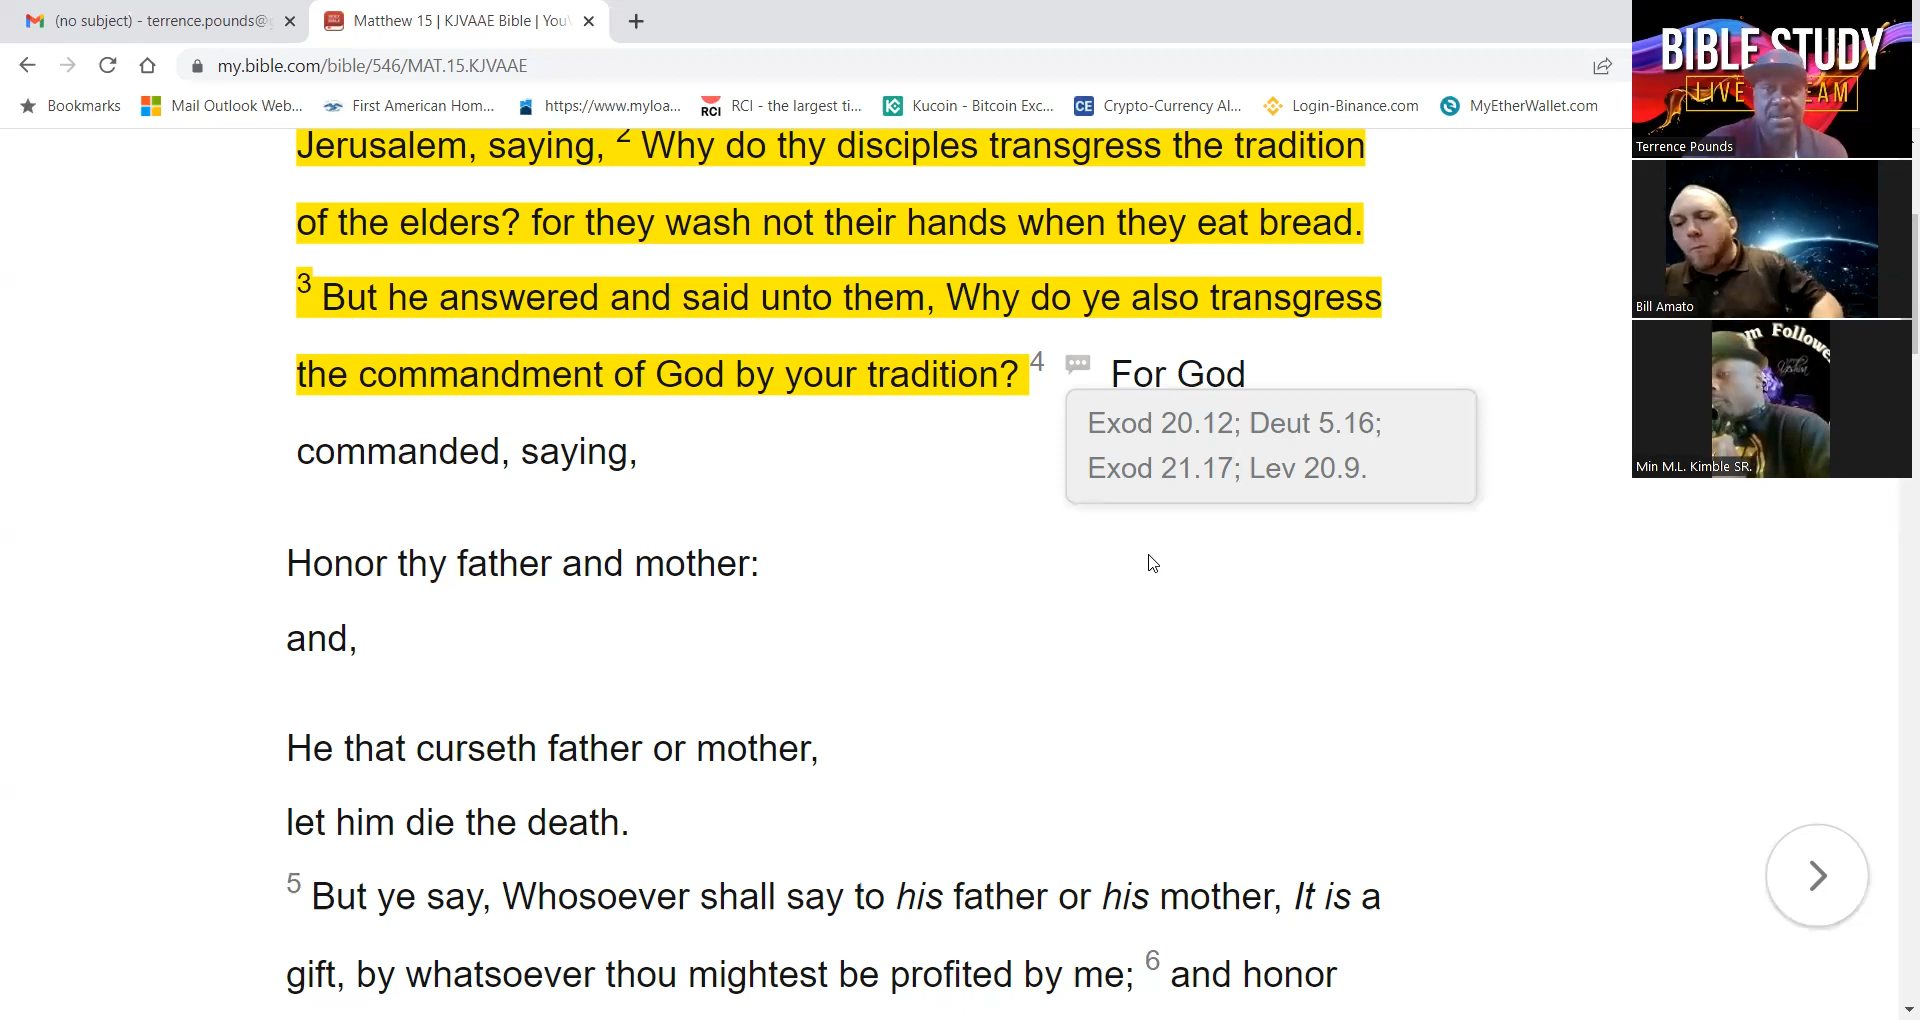 (no subject) - terrence.pounds@g
Matthew 15 | KJVAAE Bible | You
my.bible.com/bible/546/MAT.15.KJVAAE
Bookmarks
Mail Outlook Web...
First American Hom...
https://www.myloa...
RCI
RCI - the largest ti...
Kucoin - Bitcoin Exc...
CE
Crypto-Currency Al...
Login-Binance.com
MyEtherWallet.com
Jerusalem, saying, 2 Why do thy disciples transgress the tradition
of the elders? for they wash not their hands when they eat bread.
3 But he answered and said unto them, Why do ye also transgress
the commandment of God by your tradition? 4 For God
Exod 20.12; Deut 5.16;
Exod 21.17; Lev 20.9.
commanded, saying,
Honor thy father and mother:
and,
He that curseth father or mother,
let him die the death.
5 But ye say, Whosoever shall say to his father or his mother, It is a
gift, by whatsoever thou mightest be profited by me; 6 and honor
BIBLE STUDY
LIVE EAM
Terrence Pounds
Bill Amato
m Followe
Min M.L. Kimble SR.